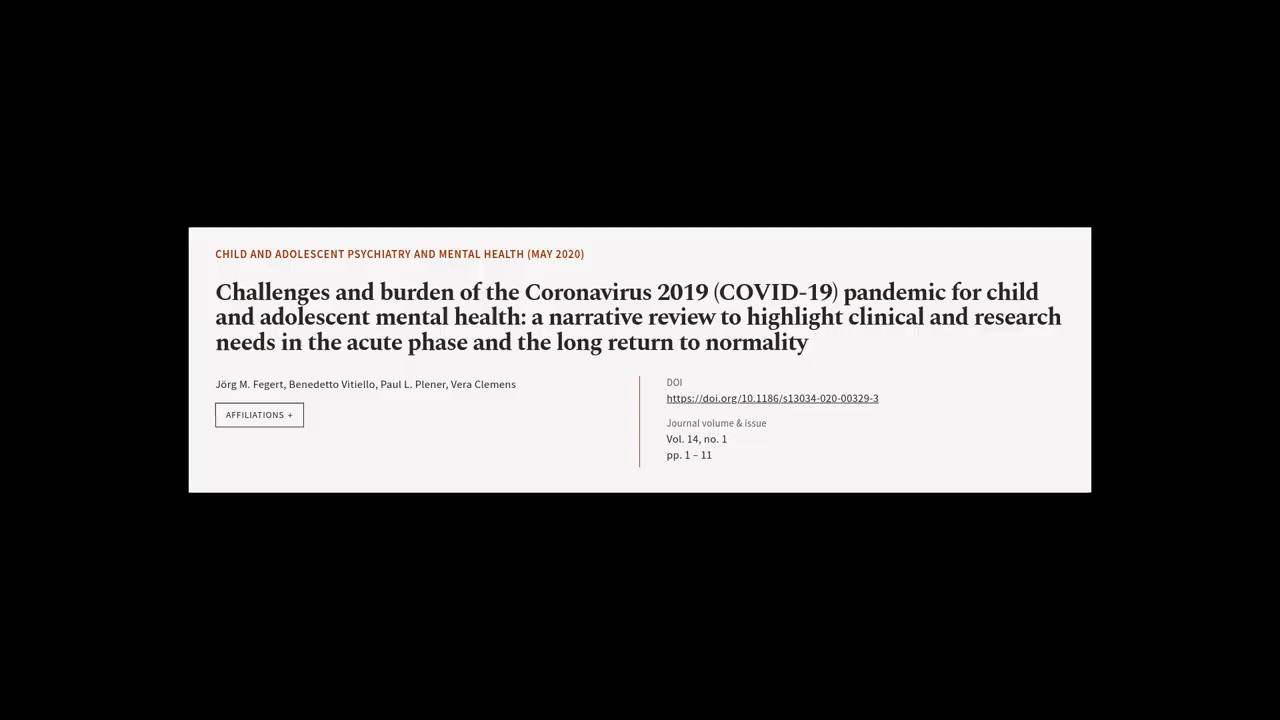 CHILD AND ADOLESCENT PSYCHIATRY AND MENTAL HEALTH (MAY 2020)
Challenges and burden of the Coronavirus 2019 (COVID-19) pandemic for child
and adolescent mental health: a narrative review to highlight clinical and research
needs in the acute phase and the long return to normality
Jörg M. Fegert, Benedetto Vitiello, Paul L. Plener, Vera Clemens
AFFILIATIONS +
DOI
https://doi.org/10.1186/s13034-020-00329-3
Journal volume & issue
Vol. 14, no. 1
pp. 1 – 11